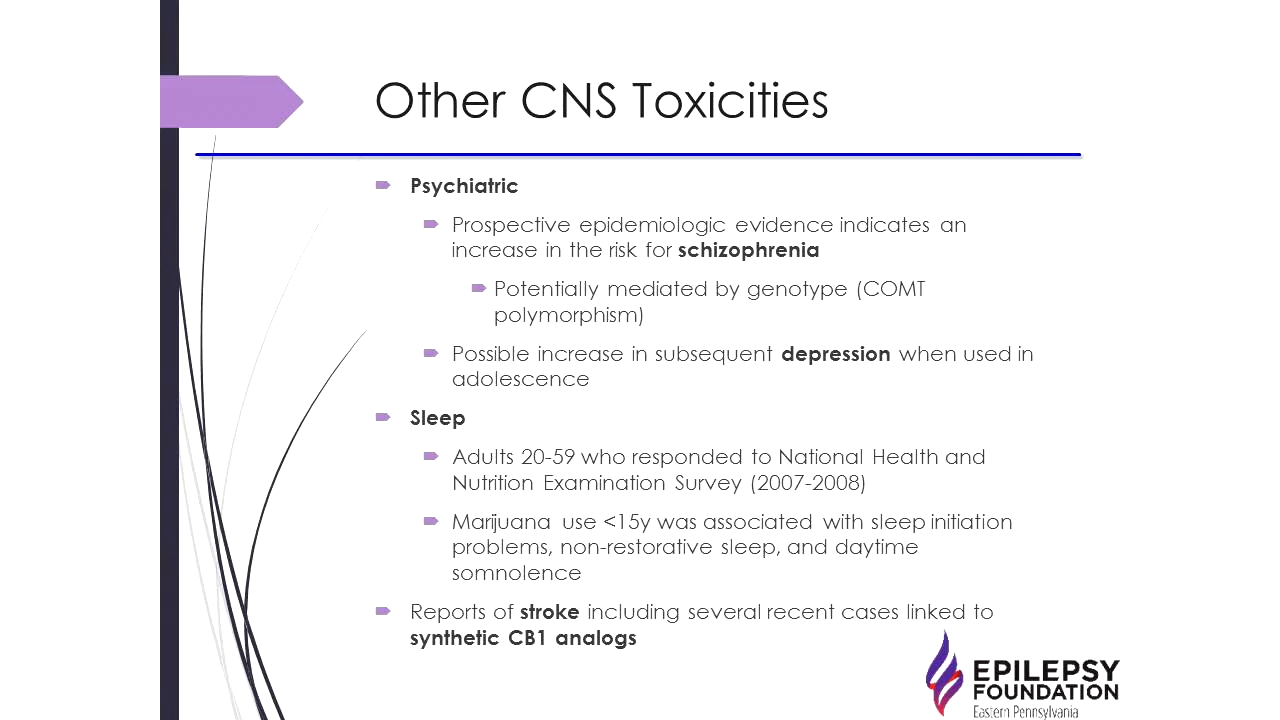 Other CNS Toxicities
Psychiatric
Prospective epidemiologic evidence indicates an
increase in the risk for schizophrenia
Potentially mediated by genotype (COMT
polymorphism)
Possible increase in subsequent depression when used in
adolescence
Sleep
Adults 20-59 who responded to National Health and
Nutrition Examination Survey (2007-2008)
Marijuana use <15y was associated with sleep initiation
problems, non-restorative sleep, and daytime
somnolence
Reports of stroke including several recent cases linked to
synthetic CB1 analogs
EPILEPSY
FOUNDATION
Eastern Pennsylvania